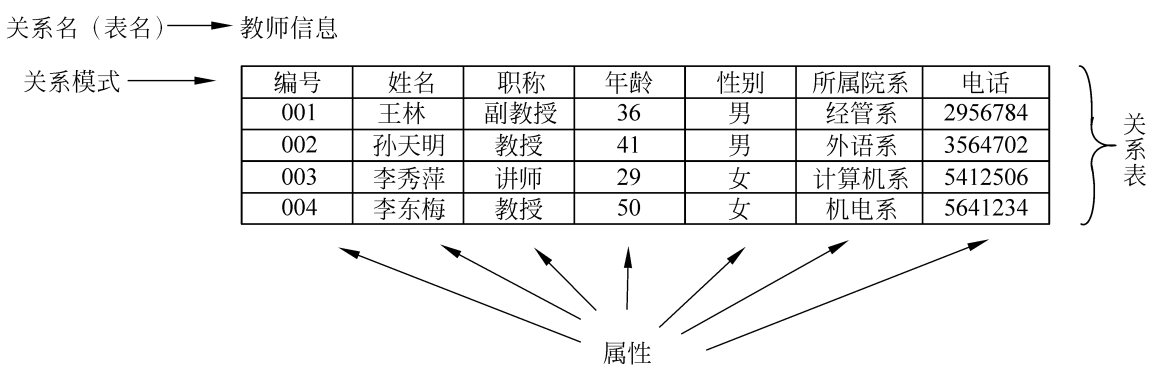 关系名（表名） 教师信息
关系模式
编号 姓名 职称 年龄 性别 所属院系 电话
001 王林 副教授 36 男 经管系 2956784
002 孙天明 教授 41 男 外语系 3564702
003 李秀萍 讲师 29 女 计算机系 5412506
004 李东梅 教授 50 女 机电系 5641234
关系表
属性